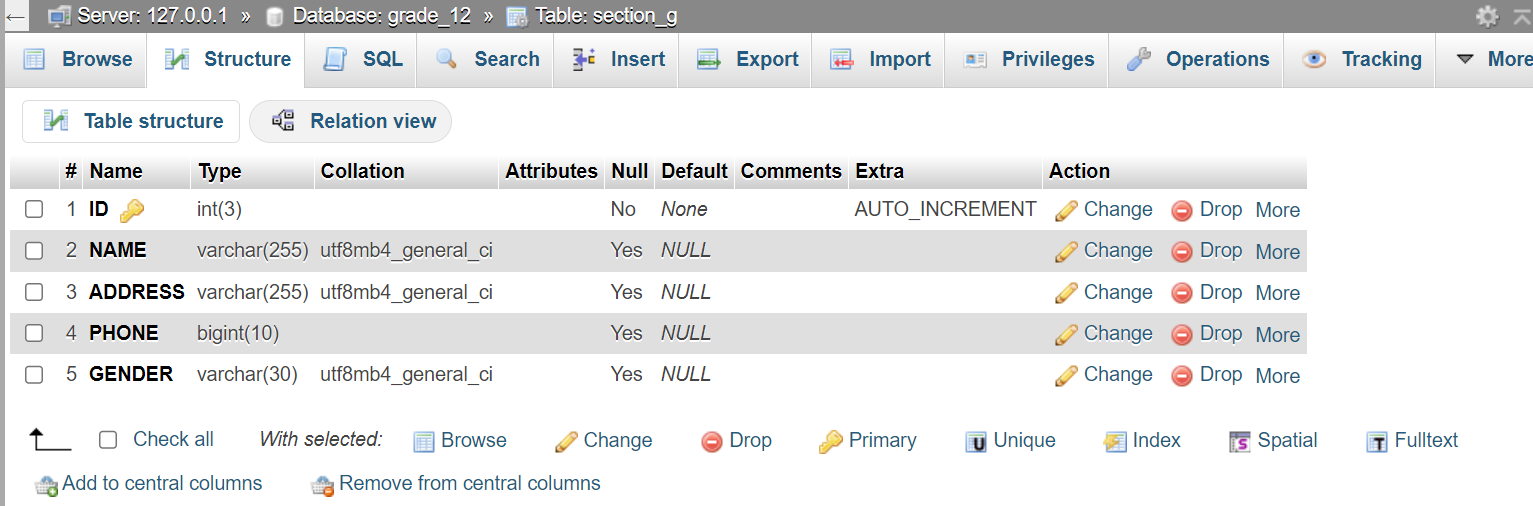 Server: 127.0.0.1 » Database: grade_12 » Table: section_g
Browse Structure SQL Search Insert Export Import Privileges Operations Tracking More
Table structure Relation view
# Name Type Collation Attributes Null Default Comments Extra Action
1 ID int(3) No None AUTO_INCREMENT Change Drop More
2 NAME varchar(255) utf8mb4_general_ci Yes NULL Change Drop More
3 ADDRESS varchar(255) utf8mb4_general_ci Yes NULL Change Drop More
4 PHONE bigint(10) Yes NULL Change Drop More
5 GENDER varchar(30) utf8mb4_general_ci Yes NULL Change Drop More
Check all With selected: Browse Change Drop Primary Unique Index Spatial Fulltext
Add to central columns Remove from central columns